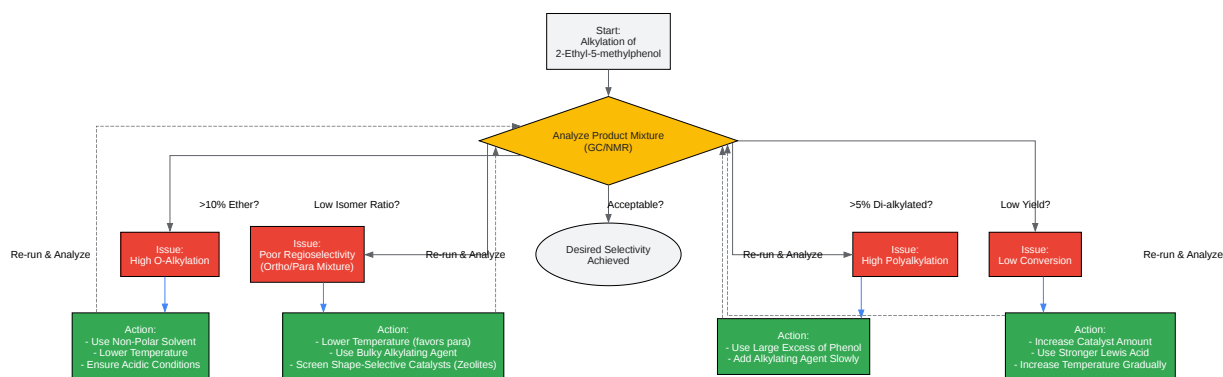 Start:
Alkylation of
2-Ethyl-5-methylphenol
Analyze Product Mixture
(GC/NMR)
>10% Ether?
Low Isomer Ratio?
Acceptable?
>5% Di-alkylated?
Low Yield?
Re-run & Analyze
Issue:
High O-Alkylation
Issue:
Poor Regioselectivity
(Ortho/Para Mixture)
Re-run & Analyze
Desired Selectivity
Achieved
Re-run & Analyze
Issue:
High Polyalkylation
Issue:
Low Conversion
Re-run & Analyze
Action:
- Use Non-Polar Solvent
- Lower Temperature
- Ensure Acidic Conditions
Action:
- Lower Temperature (favors para)
- Use Bulky Alkylating Agent
- Screen Shape-Selective Catalysts (Zeolites)
Action:
- Use Large Excess of Phenol
- Add Alkylating Agent Slowly
Action:
- Increase Catalyst Amount
- Use Stronger Lewis Acid
- Increase Temperature Gradually